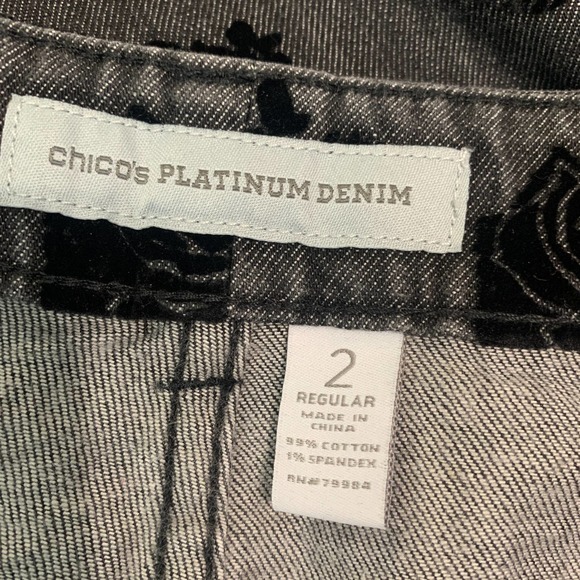 chico's PLATINUM DENIM
2
REGULAR
MADE IN
CHINA
99% COTTON
1% SPANDEX
RN# 79984